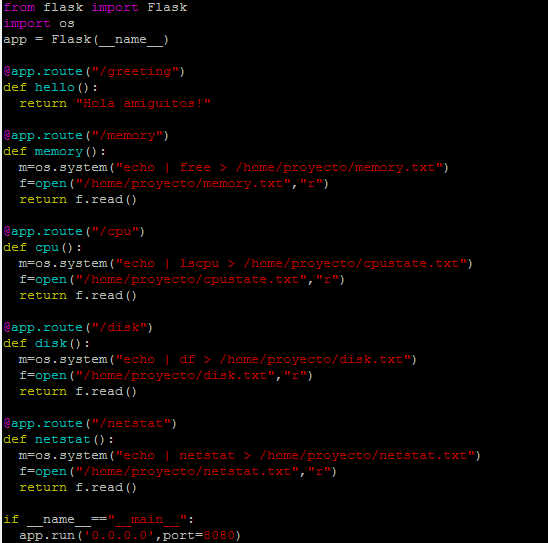 from flask import Flask
import os
app = Flask(__name__)
@app.route("/greeting")
def hello():
  return "Hola amiguitos!"
@app.route("/memory")
def memory():
  m=os.system("echo | free > /home/proyecto/memory.txt")
  f=open("/home/proyecto/memory.txt","r")
  return f.read()
@app.route("/cpu")
def cpu():
  m=os.system("echo | lscpu > /home/proyecto/cpustate.txt")
  f=open("/home/proyecto/cpustate.txt","r")
  return f.read()
@app.route("/disk")
def disk():
  m=os.system("echo | df > /home/proyecto/disk.txt")
  f=open("/home/proyecto/disk.txt","r")
  return f.read()
@app.route("/netstat")
def netstat():
  m=os.system("echo | netstat > /home/proyecto/netstat.txt")
  f=open("/home/proyecto/netstat.txt","r")
  return f.read()
if __name__=="__main__":
  app.run('0.0.0.0',port=8080)